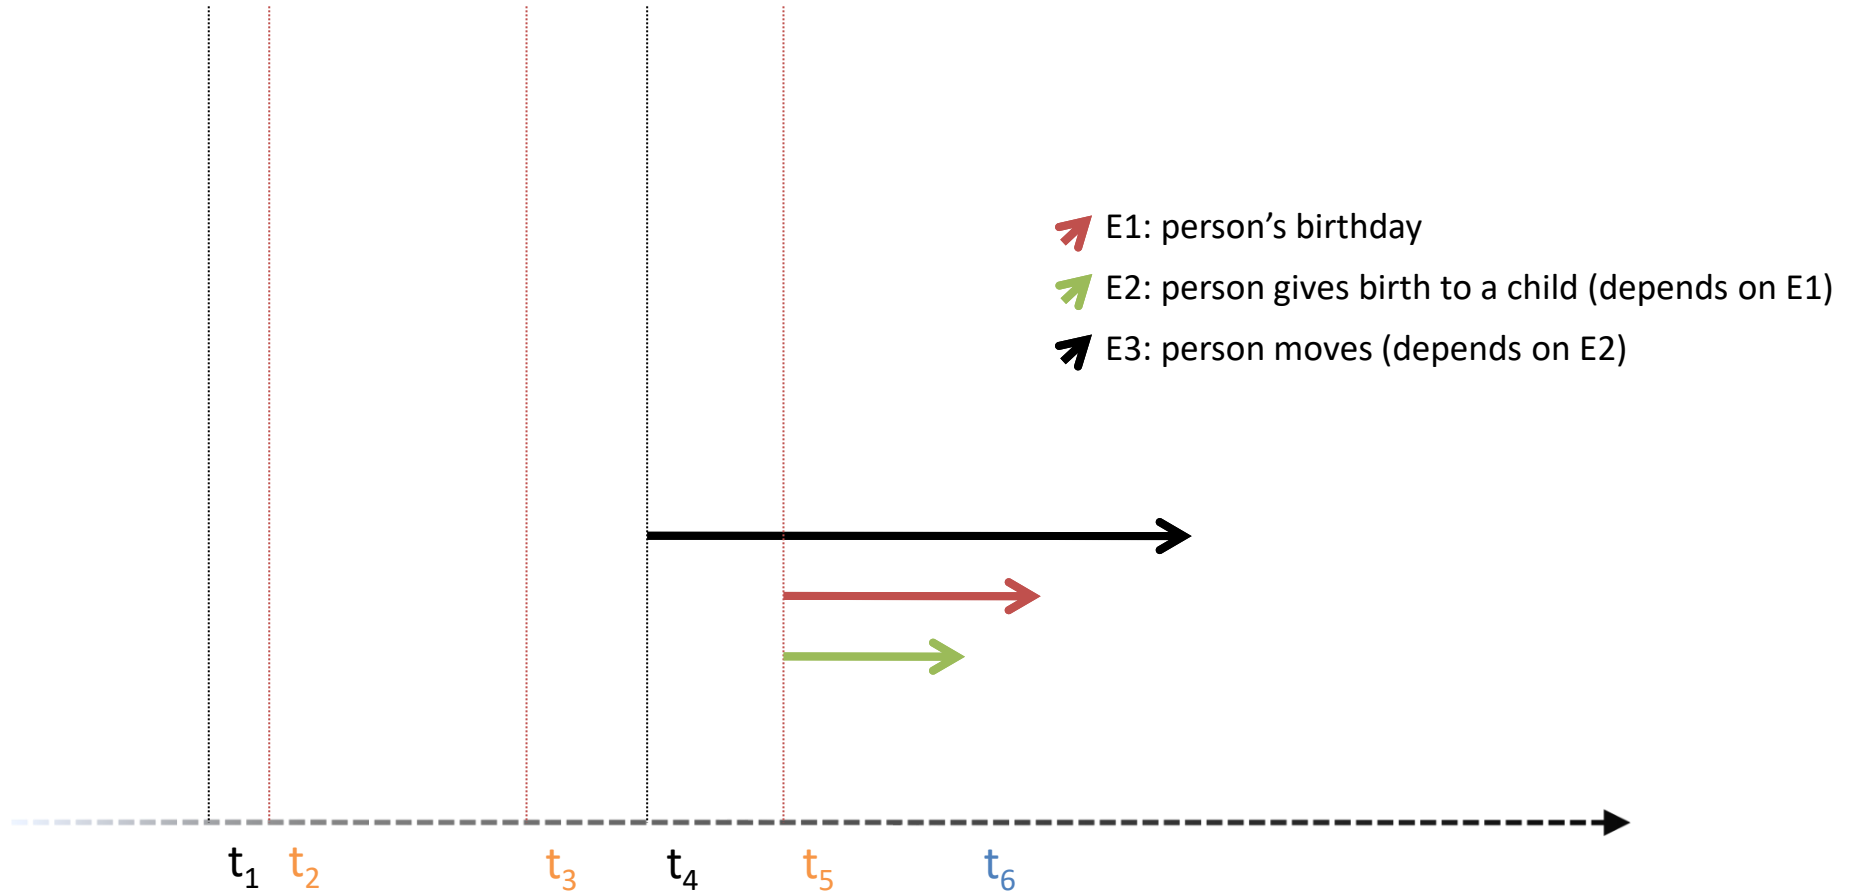 E1: person’s birthday
E2: person gives birth to a child (depends on E1)
E3: person moves (depends on E2)
t1 t2 t3 t4 t5 t6